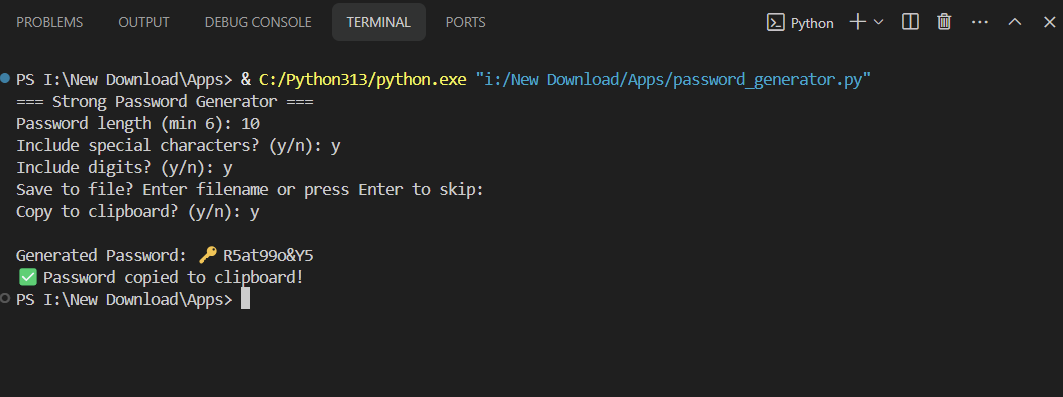 PROBLEMS OUTPUT DEBUG CONSOLE TERMINAL PORTS Python
PS I:\New Download\Apps> & C:/Python313/python.exe "i:/New Download/Apps/password_generator.py"
=== Strong Password Generator ===
Password length (min 6): 10
Include special characters? (y/n): y
Include digits? (y/n): y
Save to file? Enter filename or press Enter to skip:
Copy to clipboard? (y/n): y
Generated Password: 🔑 R5at99o&Y5
✅ Password copied to clipboard!
PS I:\New Download\Apps>